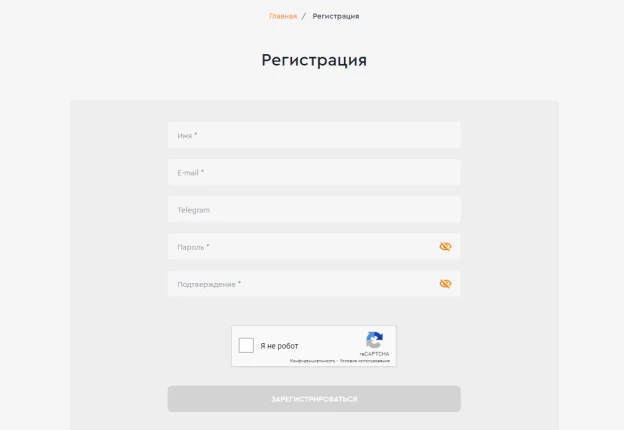 Главная / Регистрация
Регистрация
Имя *
E-mail *
Telegram
Пароль *
Подтверждение *
Я не робот
reCAPTCHA
Конфиденциальность - Условия использования
ЗАРЕГИСТРИРОВАТЬСЯ